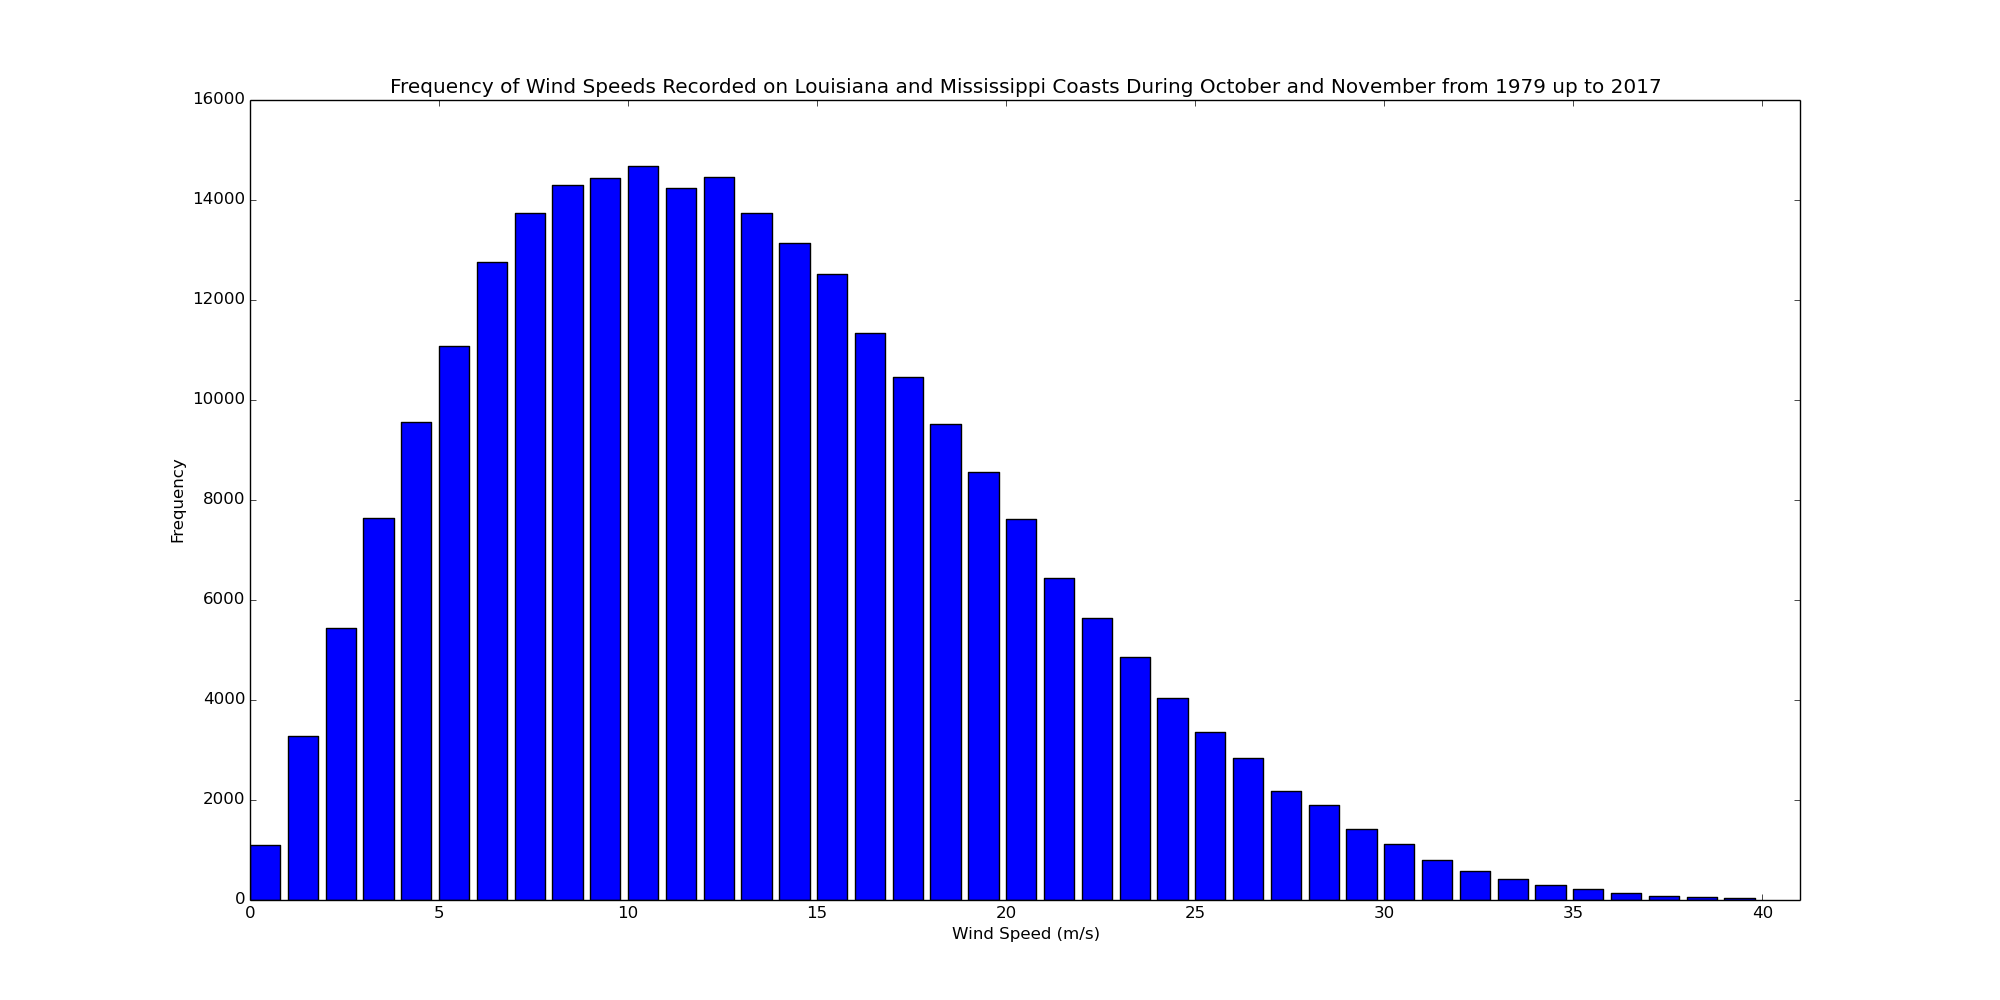 Frequency of Wind Speeds Recorded on Louisiana and Mississippi Coasts During October and November from 1979 up to 2017
16000
14000
12000
10000
8000
6000
4000
2000
0
Frequency
0 5 10 15 20 25 30 35 40
Wind Speed (m/s)